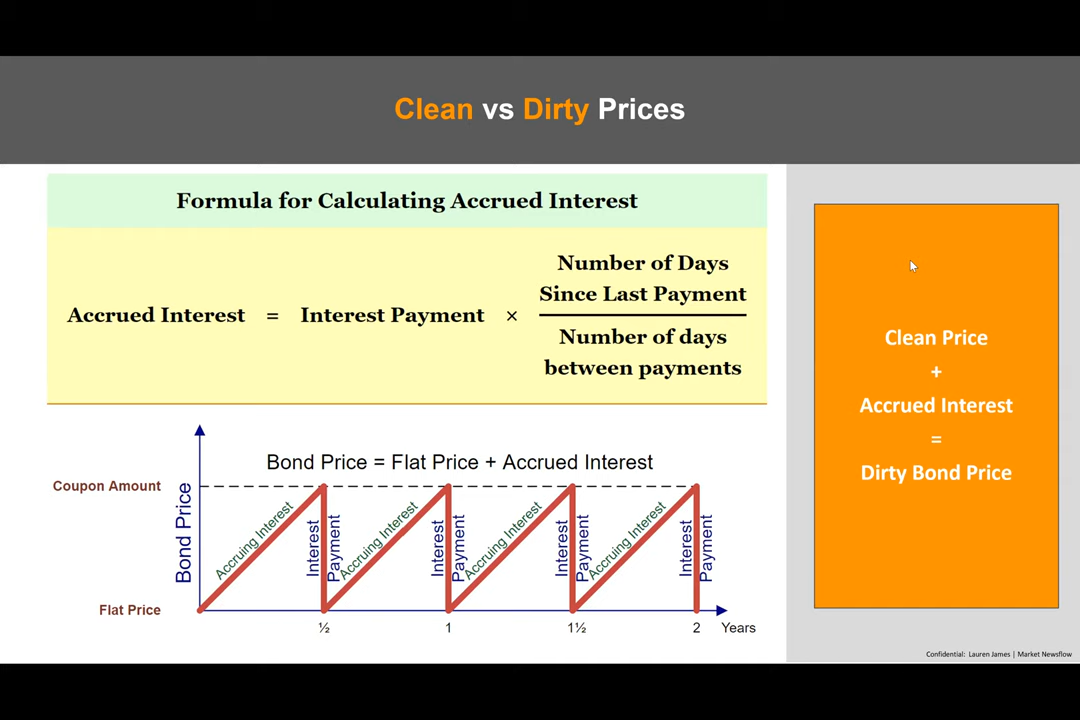 Clean vs Dirty Prices
Formula for Calculating Accrued Interest
Accrued Interest = Interest Payment ×
Number of Days
Since Last Payment
Number of days
between payments
Bond Price = Flat Price + Accrued Interest
Coupon Amount
Bond Price
Flat Price
Accruing Interest
Interest
Payment
Accruing Interest
Interest
Payment
Accruing Interest
Interest
Payment
Accruing Interest
Interest
Payment
½ 1 1½ 2 Years
Clean Price
+
Accrued Interest
=
Dirty Bond Price
Confidential: Lauren James | Market Newsflow